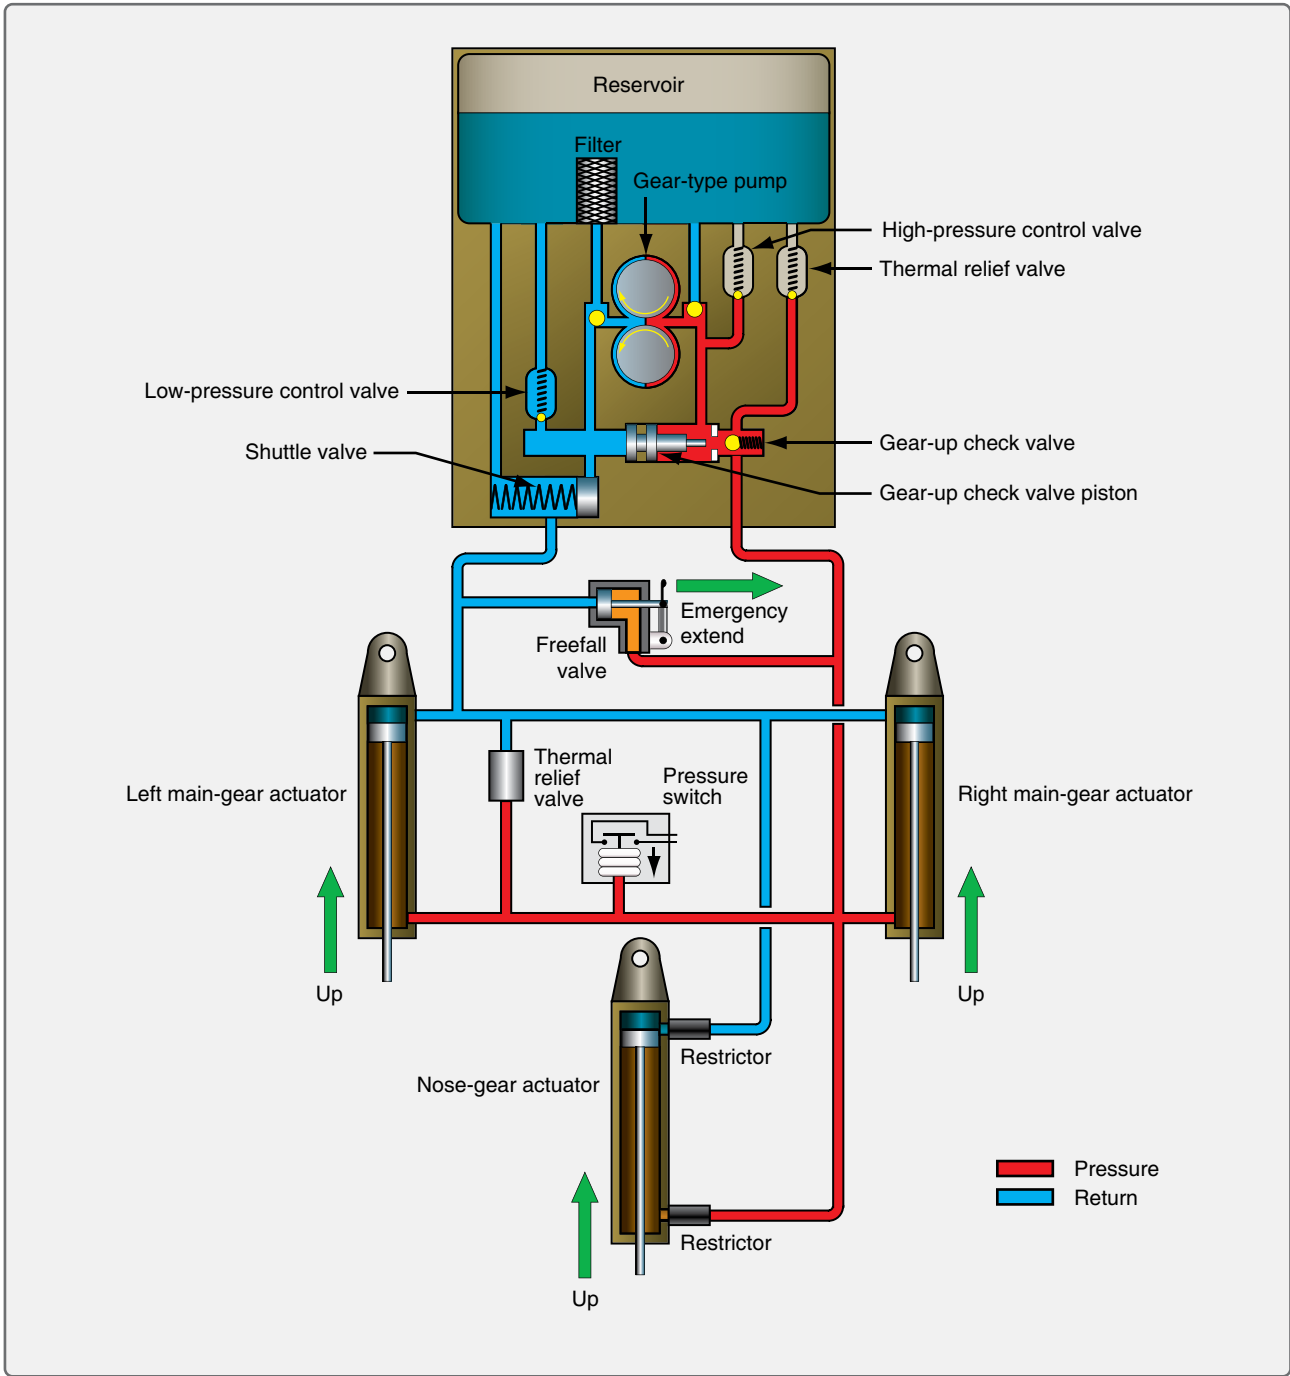 Reservoir
Filter
Gear-type pump
High-pressure control valve
Thermal relief valve
Low-pressure control valve
Shuttle valve
Gear-up check valve
Gear-up check valve piston
Emergency
extend
Freefall
valve
Thermal
relief
valve
Pressure
switch
Left main-gear actuator
Right main-gear actuator
Up
Up
Restrictor
Nose-gear actuator
Restrictor
Up
Pressure
Return